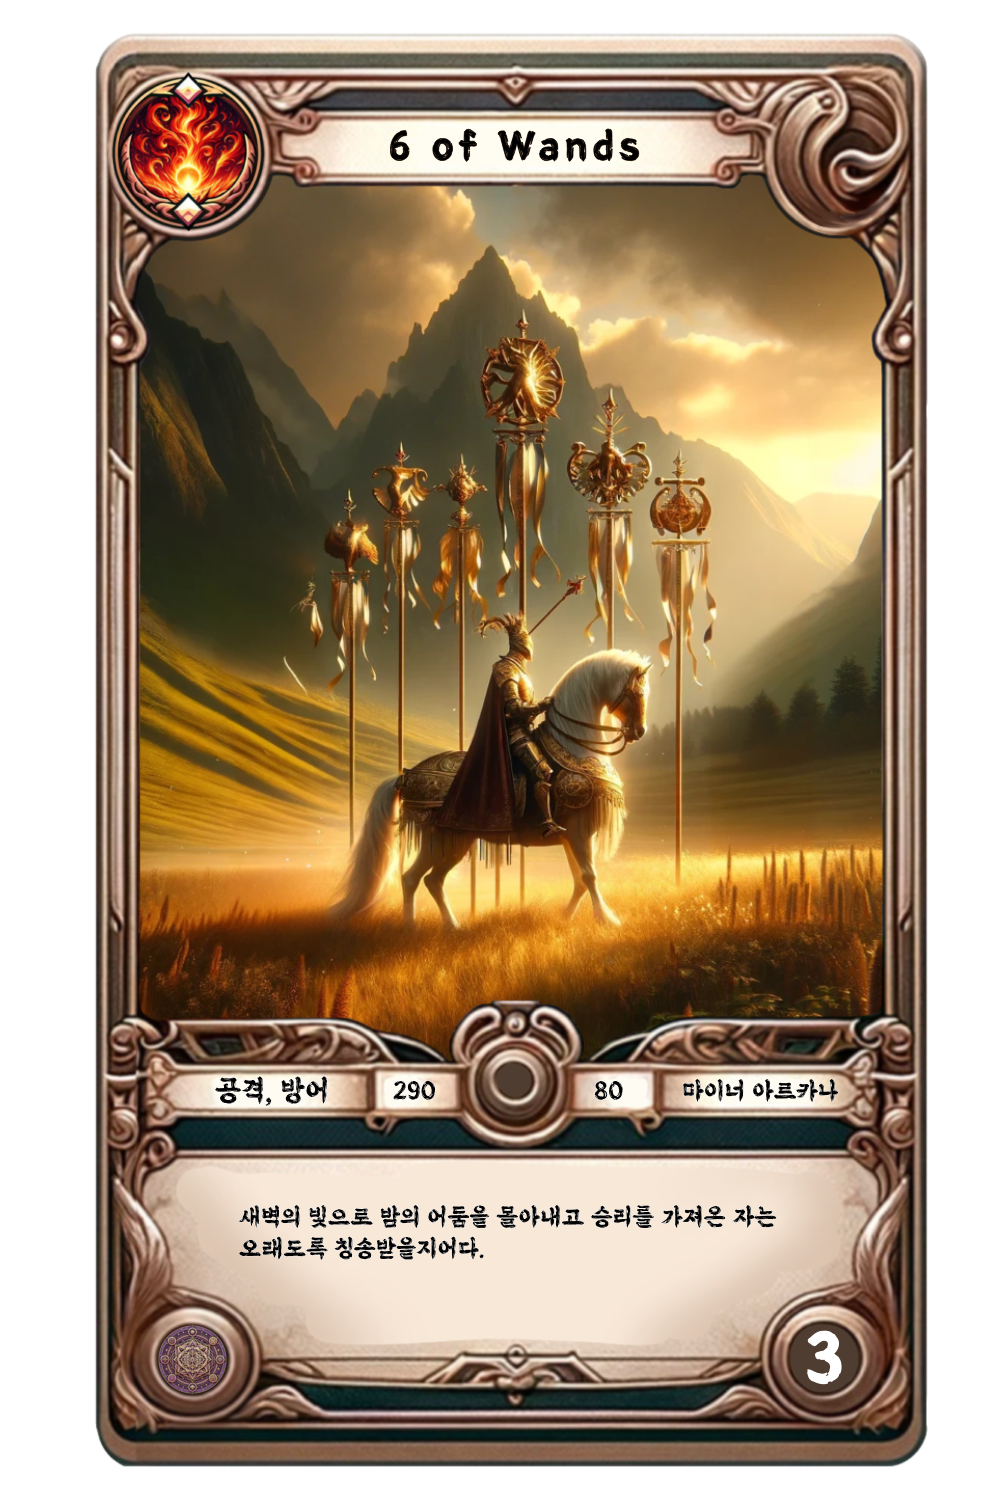 6 of Wands
공격, 방어
290
80
마이너 아르카나
새벽의 빛으로 밤의 어둠을 몰아내고 승리를 가져온 자는
오래도록 칭송받을지어다.
3